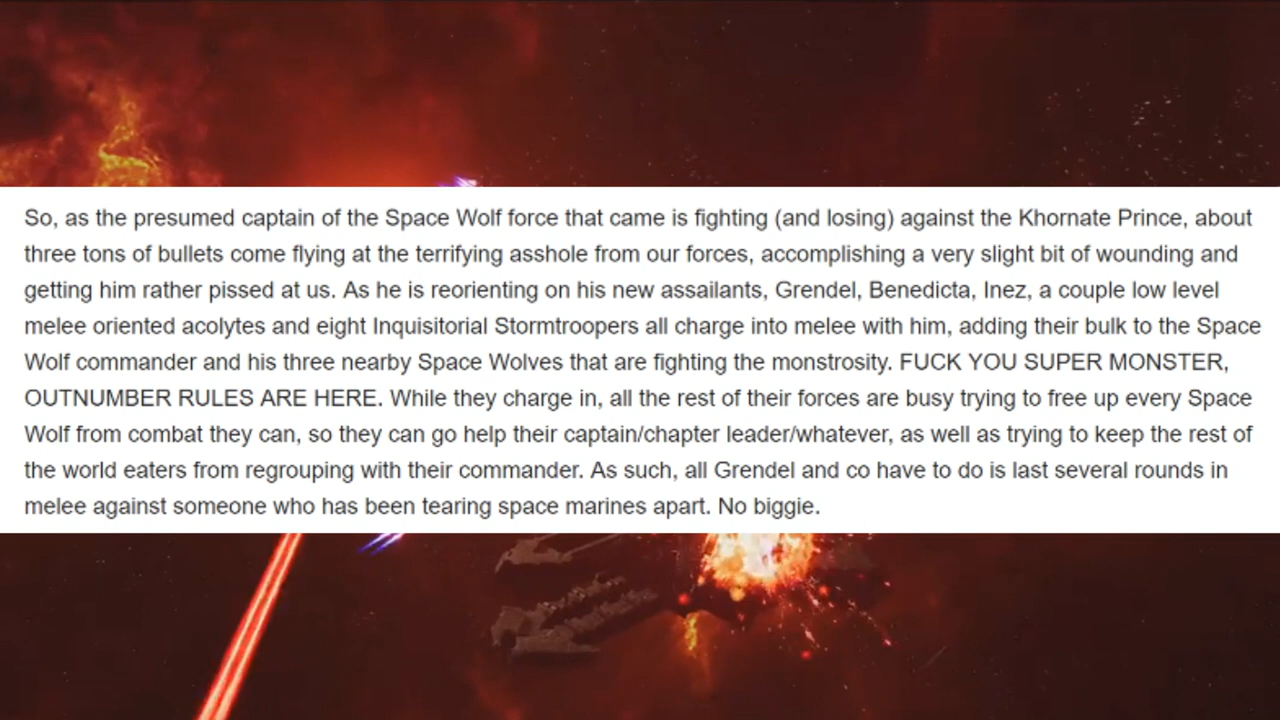 So, as the presumed captain of the Space Wolf force that came is fighting (and losing) against the Khornate Prince, about
three tons of bullets come flying at the terrifying asshole from our forces, accomplishing a very slight bit of wounding and
getting him rather pissed at us. As he is reorienting on his new assailants, Grendel, Benedicta, Inez, a couple low level
melee oriented acolytes and eight Inquisitorial Stormtroopers all charge into melee with him, adding their bulk to the Space
Wolf commander and his three nearby Space Wolves that are fighting the monstrosity. FUCK YOU SUPER MONSTER,
OUTNUMBER RULES ARE HERE. While they charge in, all the rest of their forces are busy trying to free up every Space
Wolf from combat they can, so they can go help their captain/chapter leader/whatever, as well as trying to keep the rest of
the world eaters from regrouping with their commander. As such, all Grendel and co have to do is last several rounds in
melee against someone who has been tearing space marines apart. No biggie.